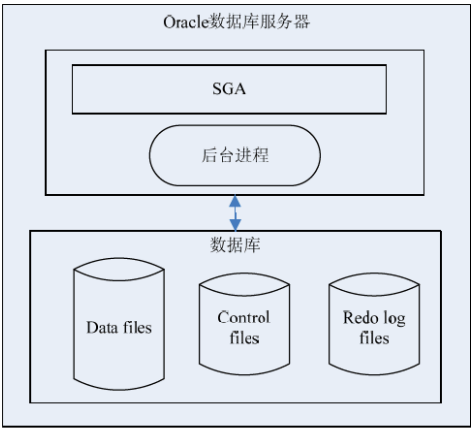 Oracle数据库服务器
SGA
后台进程
数据库
Data files
Control
files
Redo log
files